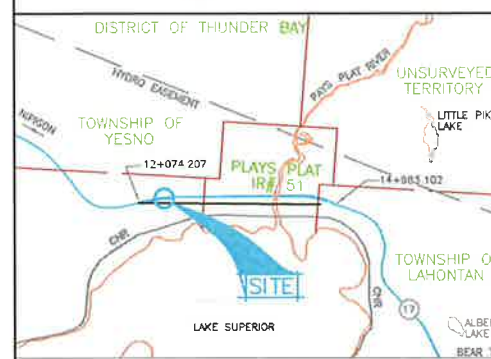 DISTRICT OF THUNDER BAY
HYDRO EASEMENT
PAYS PLAT RIVER
UNSURVEYED
TERRITORY
LITTLE PIK
LAKE
NIPIGON
TOWNSHIP OF
YESNO
12+074 207
PLAYS PLAT
IR# 51
14+983.102
CNR
CNR
TOWNSHIP O
LAHONTAN
SITE
LAKE SUPERIOR
17
ALBE
LAKE
BEAR